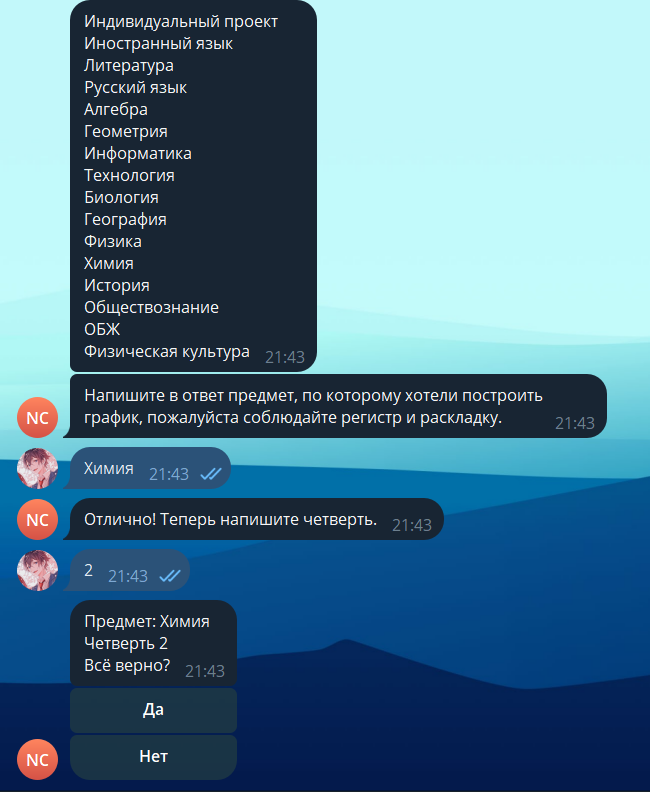 Индивидуальный проект
Иностранный язык
Литература
Русский язык
Алгебра
Геометрия
Информатика
Технология
Биология
География
Физика
Химия
История
Обществознание
ОБЖ
Физическая культура 21:43
Напишите в ответ предмет, по которому хотели построить
график, пожалуйста соблюдайте регистр и раскладку. 21:43
NC
Химия 21:43
Отлично! Теперь напишите четверть. 21:43
NC
2 21:43
Предмет: Химия
Четверть 2
Всё верно? 21:43
Да
Нет
NC